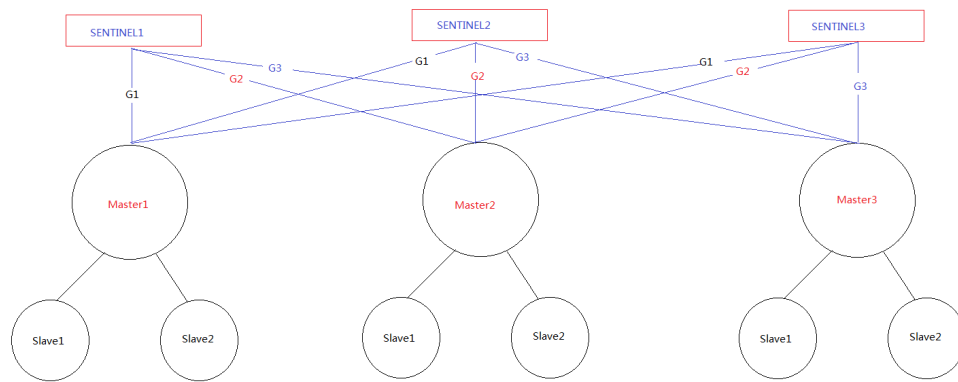 SENTINEL1
SENTINEL2
SENTINEL3
G1
G2
G3
G1
G2
G3
G1
G2
G3
Master1
Master2
Master3
Slave1
Slave2
Slave1
Slave2
Slave1
Slave2